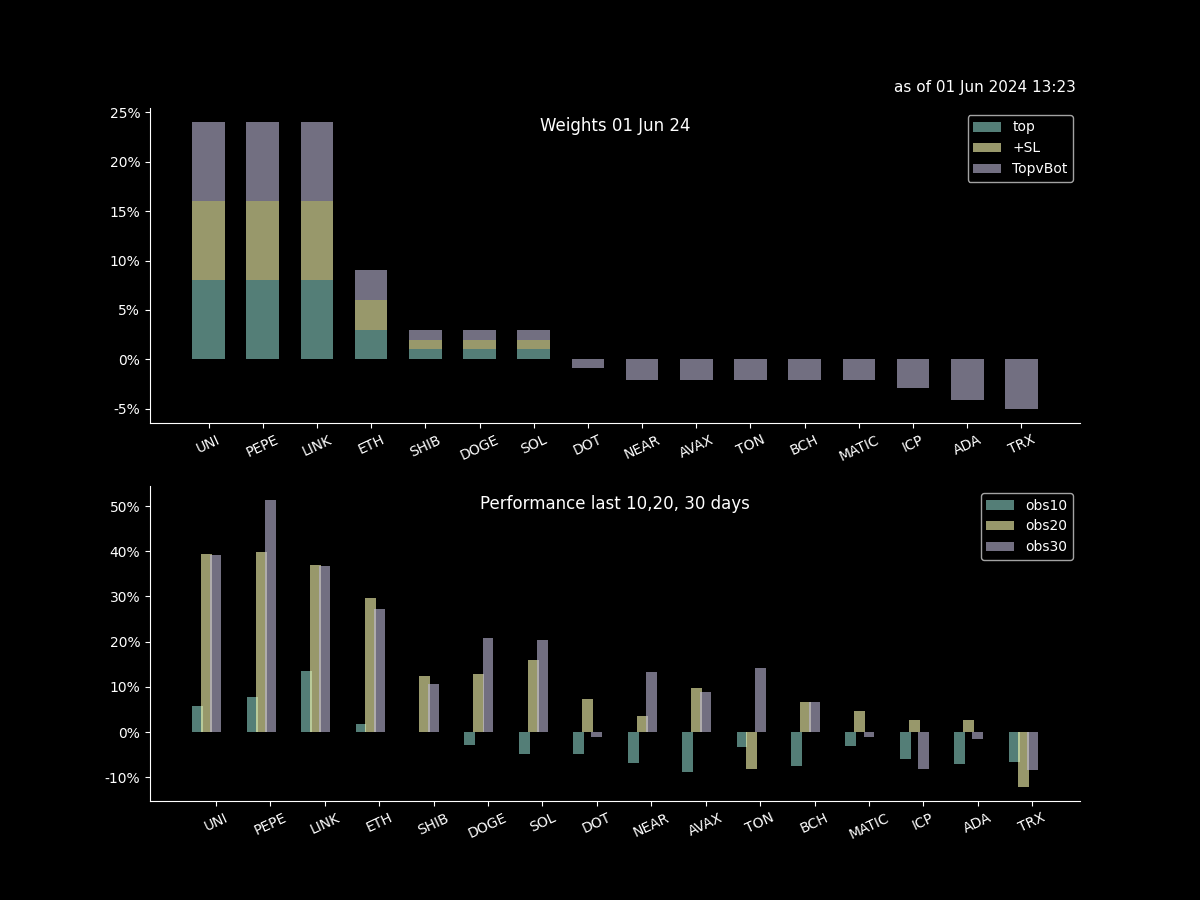 as of 01 Jun 2024 13:23
Weights 01 Jun 24
top
+SL
TopvBot
25%
20%
15%
10%
5%
0%
-5%
UNI PEPE LINK ETH SHIB DOGE SOL DOT NEAR AVAX TON BCH MATIC ICP ADA TRX
Performance last 10,20, 30 days
obs10
obs20
obs30
50%
40%
30%
20%
10%
0%
-10%
UNI PEPE LINK ETH SHIB DOGE SOL DOT NEAR AVAX TON BCH MATIC ICP ADA TRX